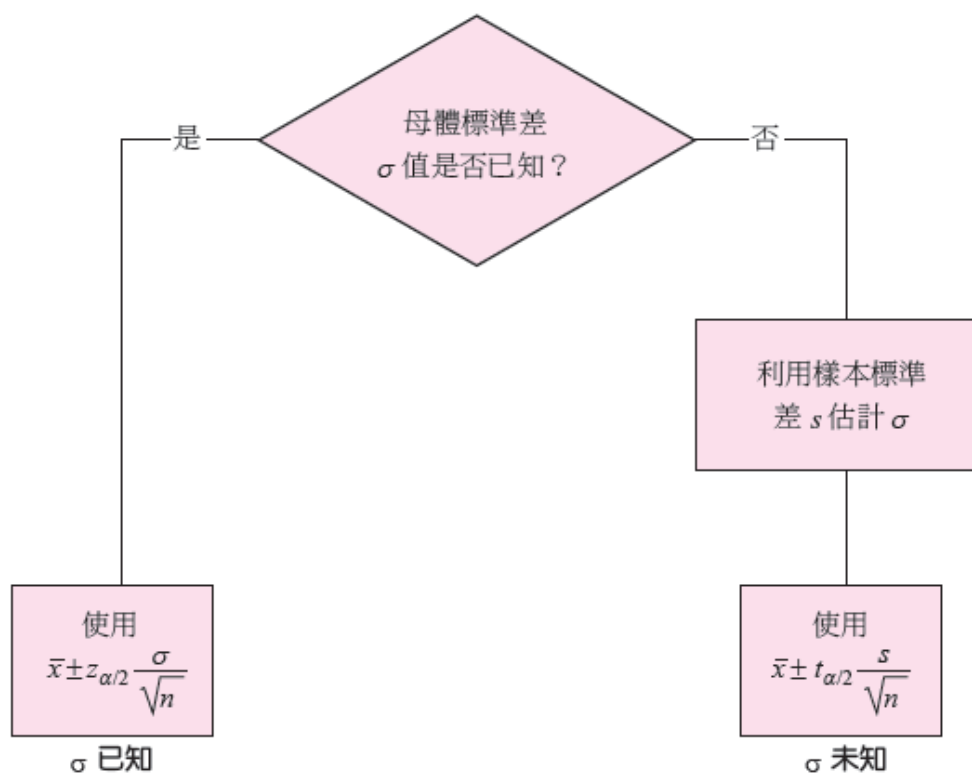 母體標準差
σ 值是否已知？
是
否
利用樣本標準
差 s 估計 σ
使用
x̄ ± z_{α/2} σ/√n
σ 已知
使用
x̄ ± t_{α/2} s/√n
σ 未知